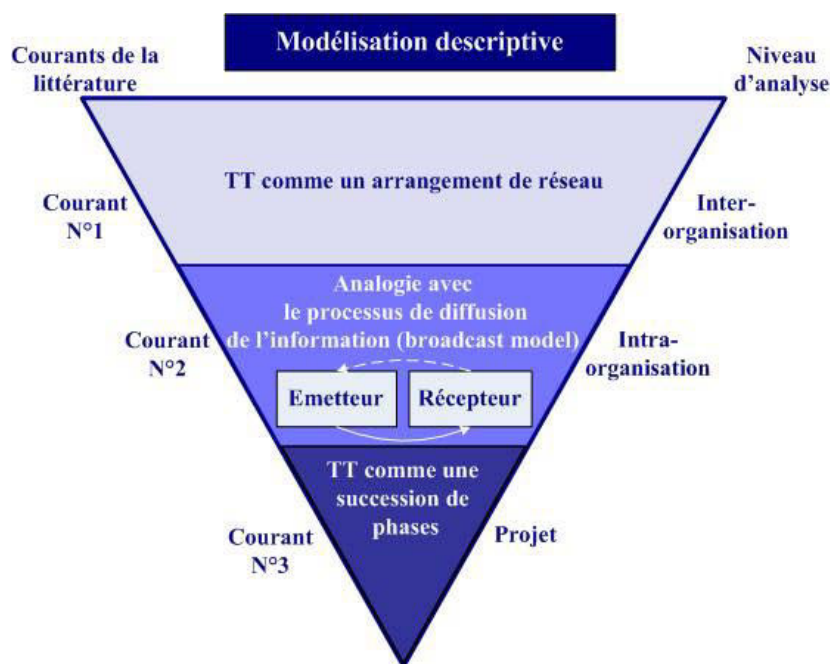 Modélisation descriptive
Courants de la
littérature
Niveau
d’analyse
TT comme un arrangement de réseau
Courant
N°1
Inter-
organisation
Analogie avec
le processus de diffusion
de l’information (broadcast model)
Courant
N°2
Intra-
organisation
Emetteur
Récepteur
TT comme une
succession de
phases
Courant
N°3
Projet